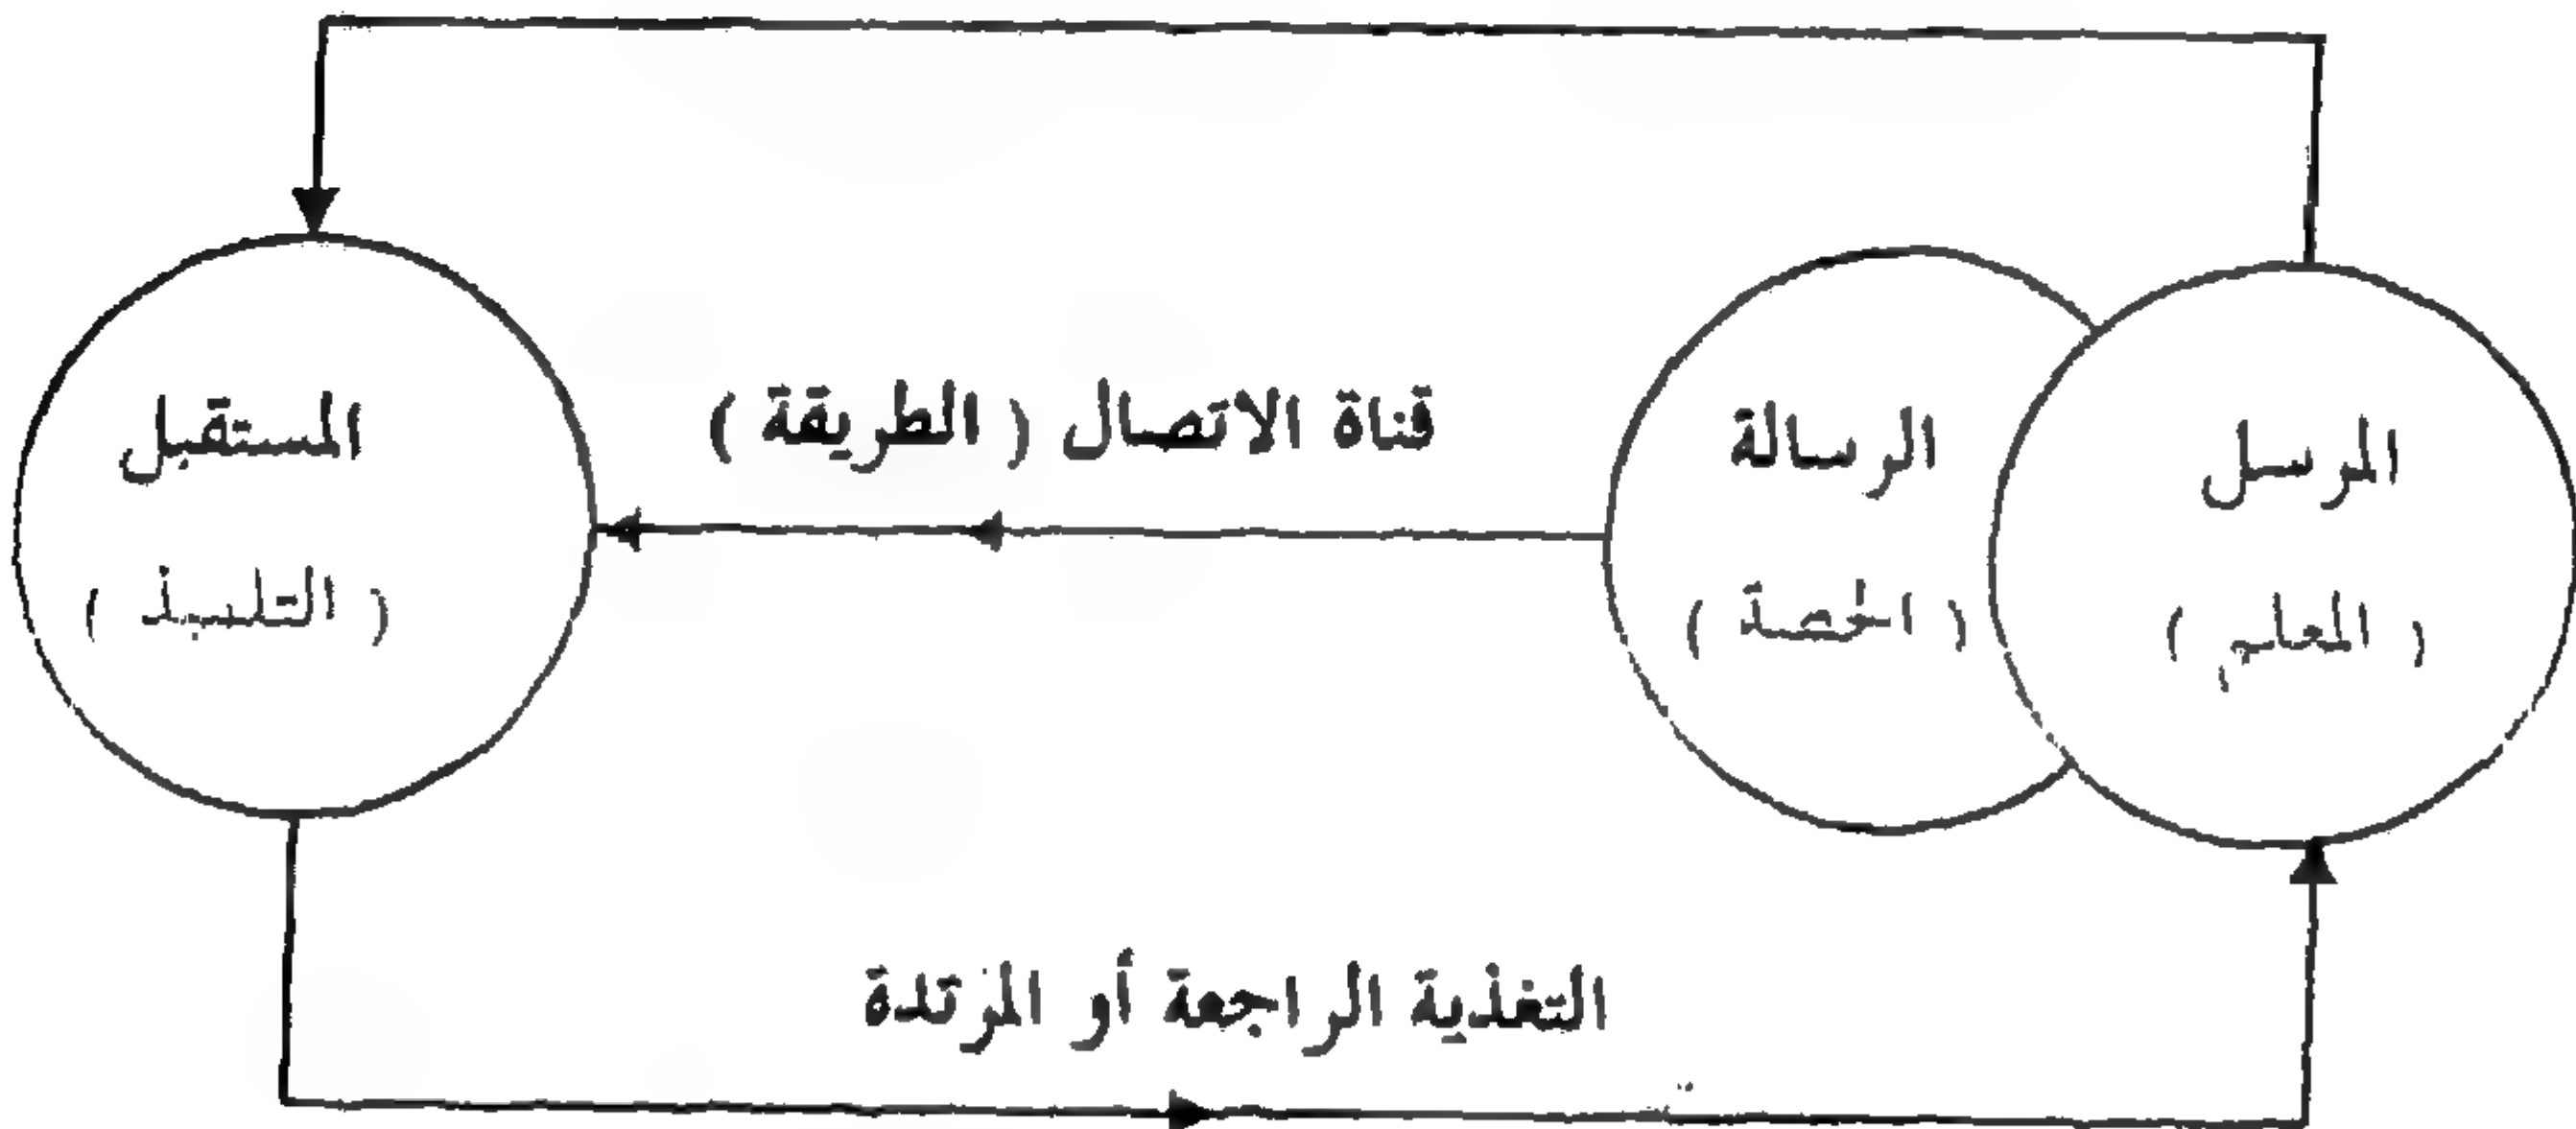 المرسل
( المعلم )
الرسالة
( الحصة )
قناة الاتصال ( الطريقة )
المستقبل
( التلميذ )
التغذية الراجعة أو المرتدة